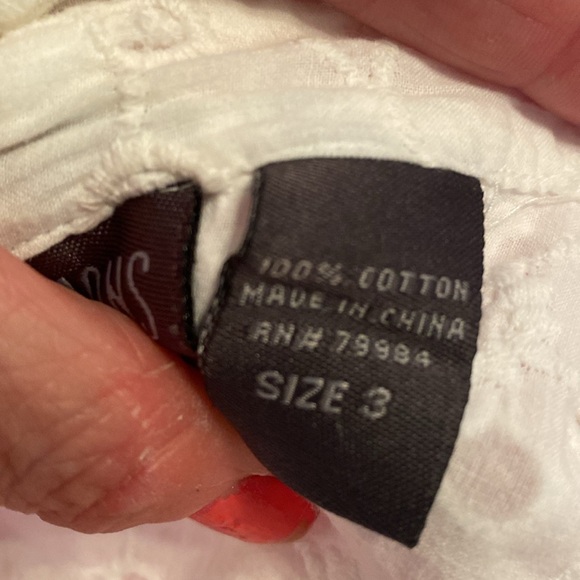 100% COTTON
MADE IN CHINA
RN# 79984
SIZE 3